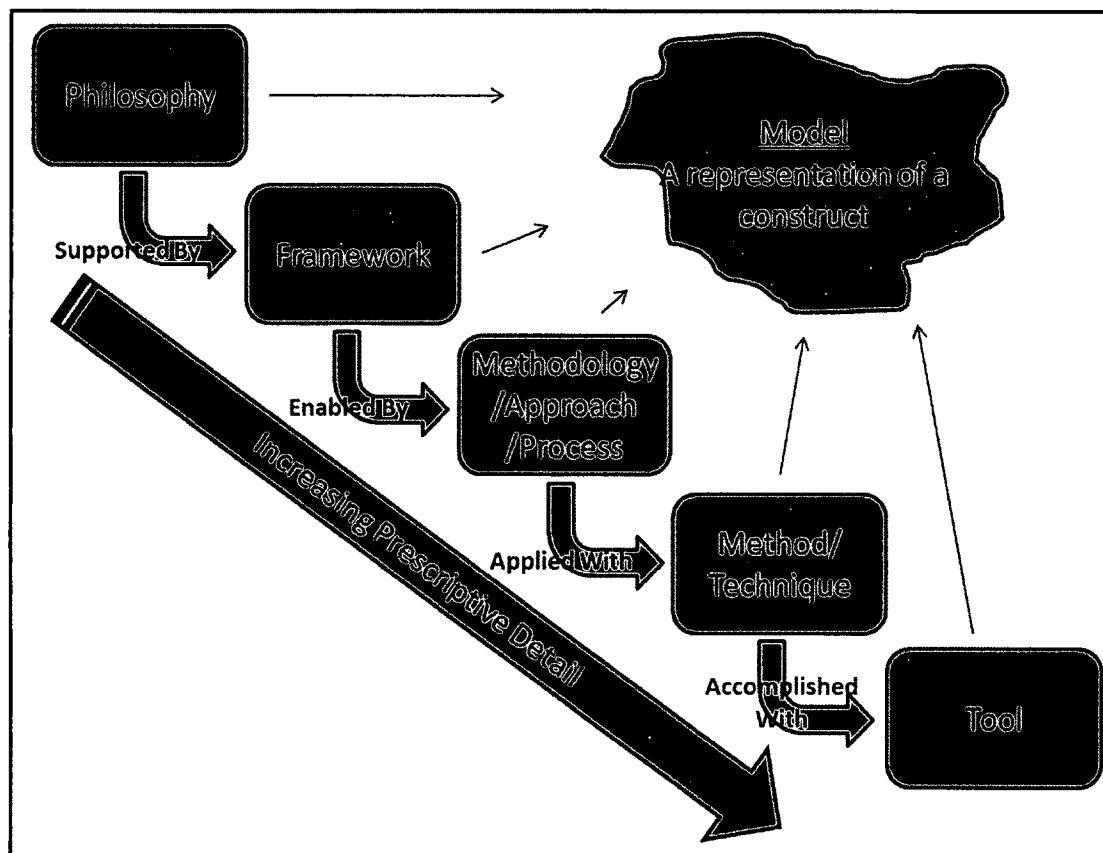 Philosophy
Model
A representation of a
construct
Supported By
Framework
Enabled By
Methodology
/Approach
/Process
Increasing Prescriptive Detail
Applied With
Method/
Technique
Accomplished
With
Tool